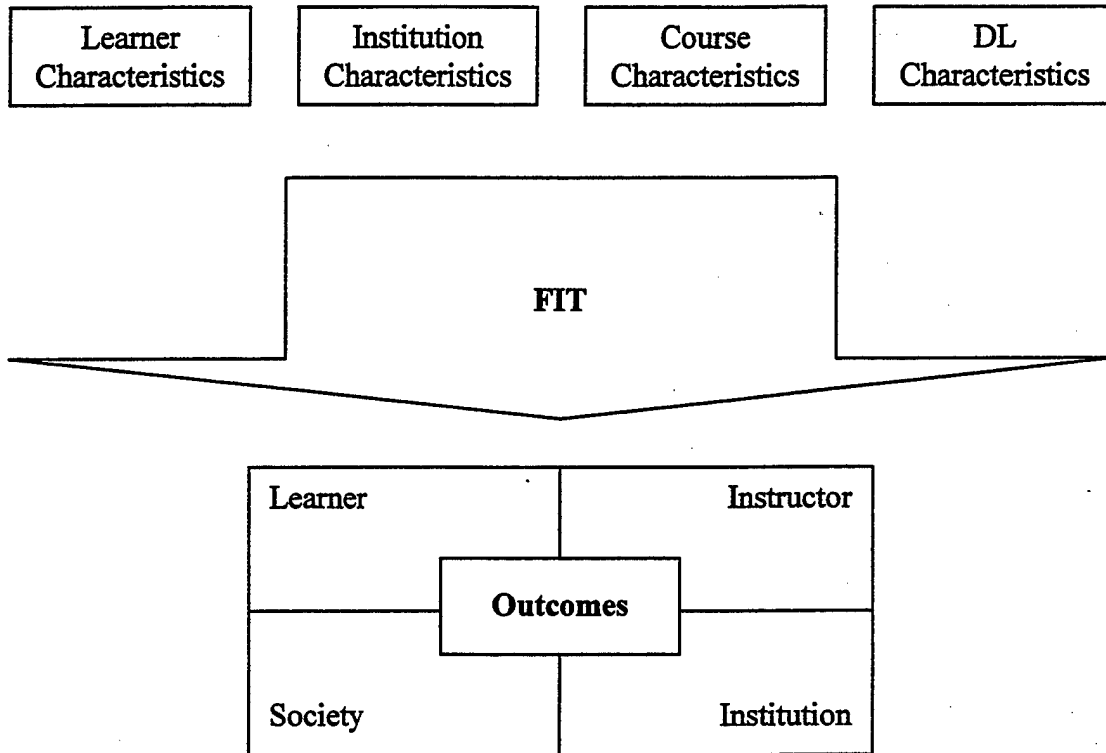 Learner
Characteristics
Institution
Characteristics
Course
Characteristics
DL
Characteristics
FIT
Learner
Instructor
Outcomes
Society
Institution